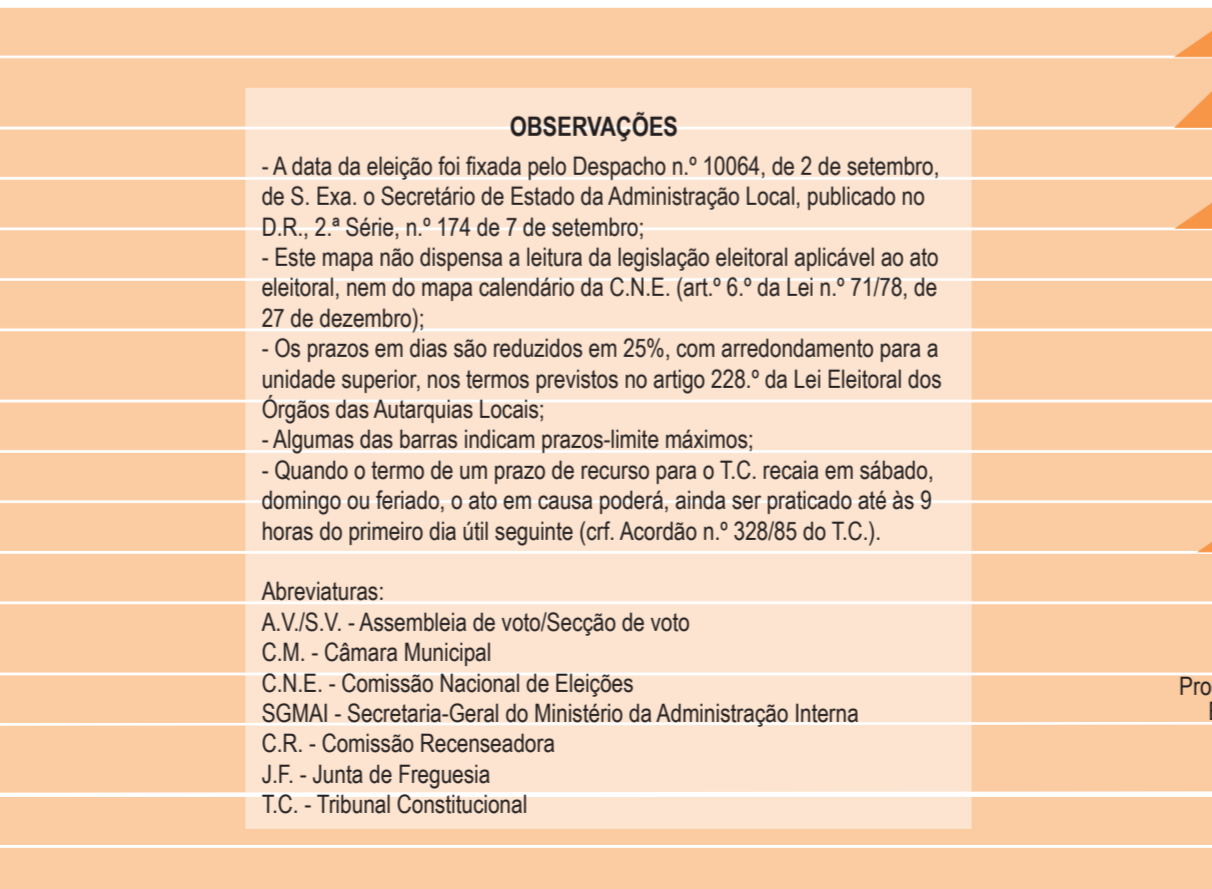 OBSERVAÇÕES
- A data da eleição foi fixada pelo Despacho n.º 10064, de 2 de setembro,
de S. Exa. o Secretário de Estado da Administração Local, publicado no
D.R., 2.ª Série, n.º 174 de 7 de setembro;
- Este mapa não dispensa a leitura da legislação eleitoral aplicável ao ato
eleitoral, nem do mapa calendário da C.N.E. (art.º 6.º da Lei n.º 71/78, de
27 de dezembro);
- Os prazos em dias são reduzidos em 25%, com arredondamento para a
unidade superior, nos termos previstos no artigo 228.º da Lei Eleitoral dos
Órgãos das Autarquias Locais;
- Algumas das barras indicam prazos-limite máximos;
- Quando o termo de um prazo de recurso para o T.C. recaia em sábado,
domingo ou feriado, o ato em causa poderá, ainda ser praticado até às 9
horas do primeiro dia útil seguinte (crf. Acordão n.º 328/85 do T.C.).
Abreviaturas:
A.V./S.V. - Assembleia de voto/Secção de voto
C.M. - Câmara Municipal
C.N.E. - Comissão Nacional de Eleições
SGMAI - Secretaria-Geral do Ministério da Administração Interna
C.R. - Comissão Recenseadora
J.F. - Junta de Freguesia
T.C. - Tribunal Constitucional
Pro